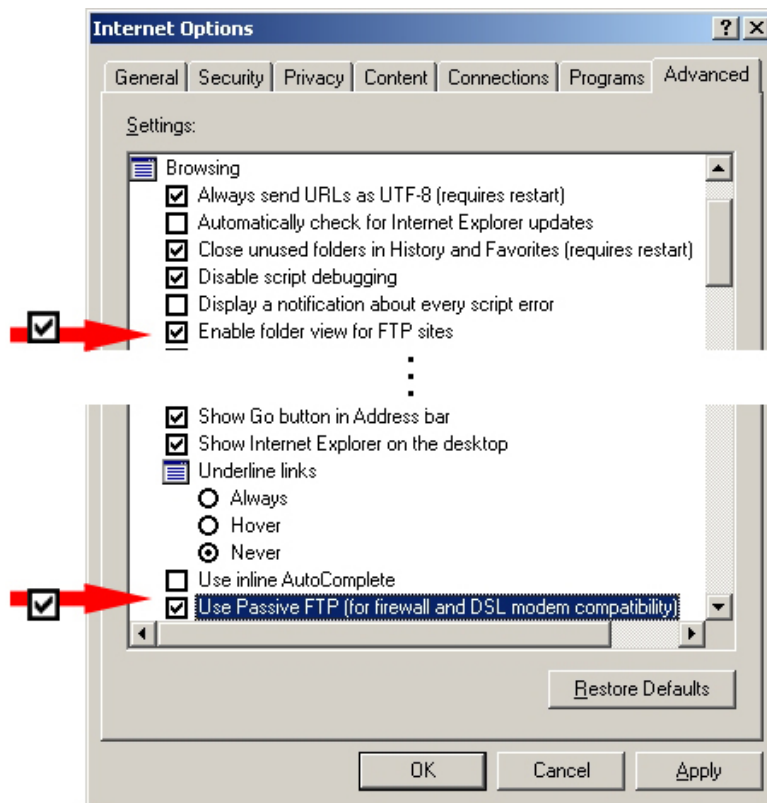 Internet Options
General Security Privacy Content Connections Programs Advanced
Settings:
Browsing
Always send URLs as UTF-8 (requires restart)
Automatically check for Internet Explorer updates
Close unused folders in History and Favorites (requires restart)
Disable script debugging
Display a notification about every script error
Enable folder view for FTP sites
Show Go button in Address bar
Show Internet Explorer on the desktop
Underline links
Always
Hover
Never
Use inline AutoComplete
Use Passive FTP (for firewall and DSL modem compatibility)
Restore Defaults
OK Cancel Apply